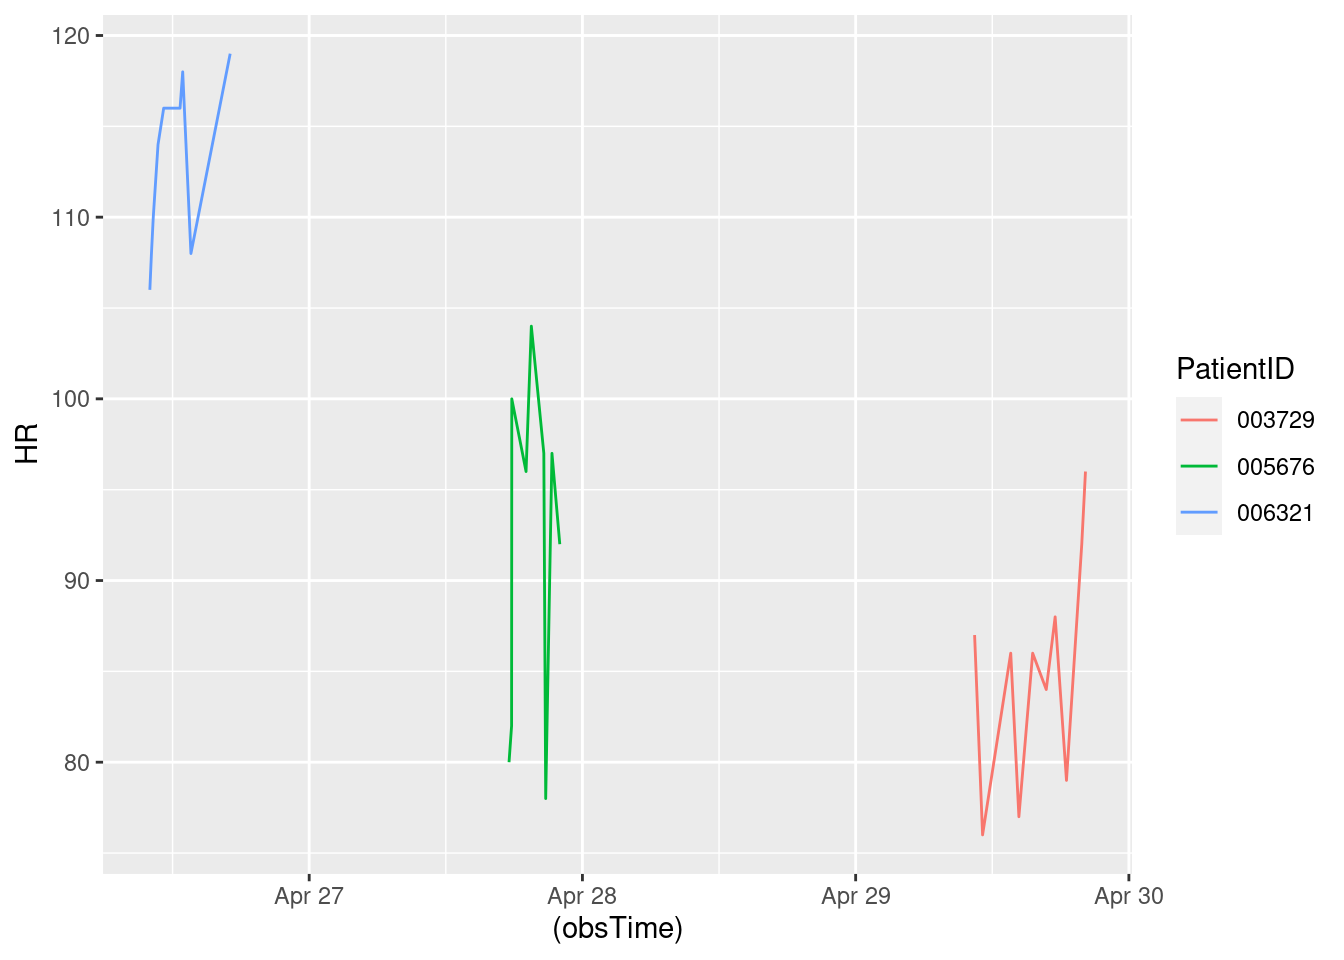 120
110
100
90
80
HR
Apr 27
Apr 28
Apr 29
Apr 30
(obsTime)
PatientID
003729
005676
006321